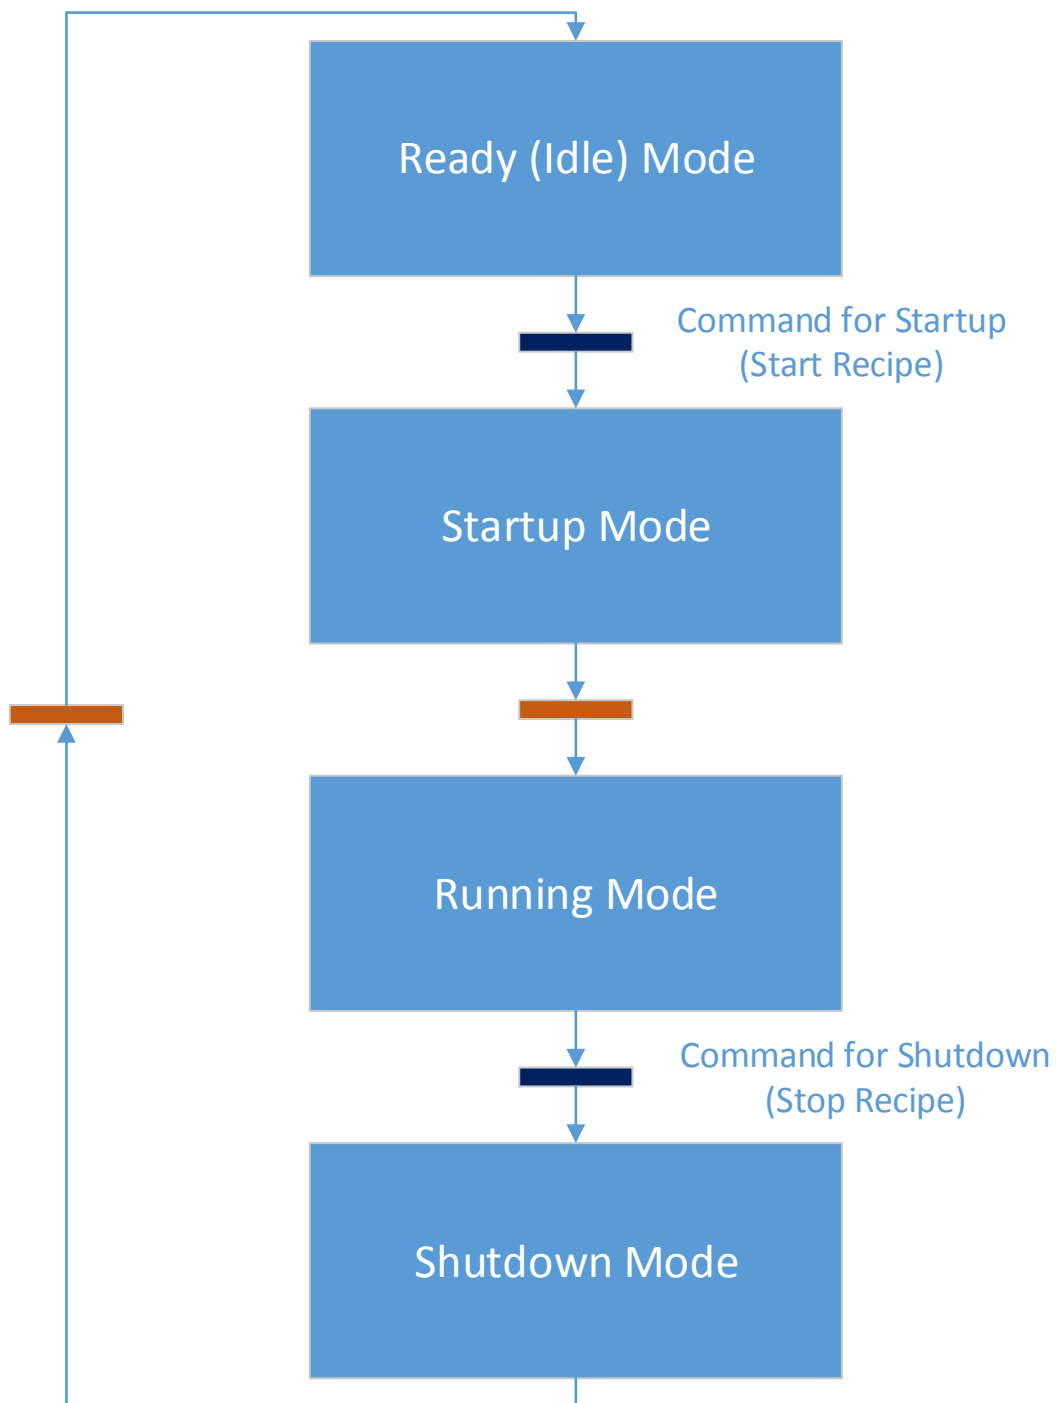 Ready (Idle) Mode
Command for Startup
(Start Recipe)
Startup Mode
Running Mode
Command for Shutdown
(Stop Recipe)
Shutdown Mode